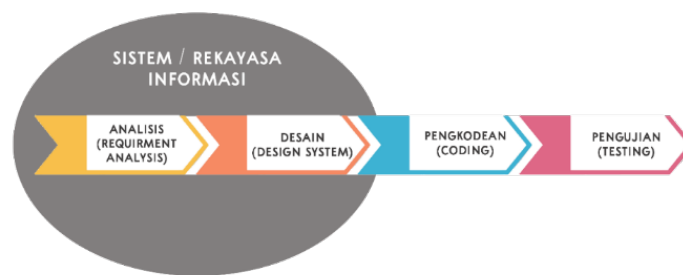 SISTEM / REKAYASA
INFORMASI
ANALISIS
(REQUIRMENT
ANALYSIS)
DESAIN
(DESIGN SYSTEM)
PENGKODEAN
(CODING)
PENGUJIAN
(TESTING)